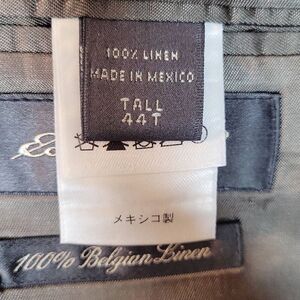 100% LINEN
MADE IN MEXICO
TALL
44T
メキシコ製
100% Belgian Linen